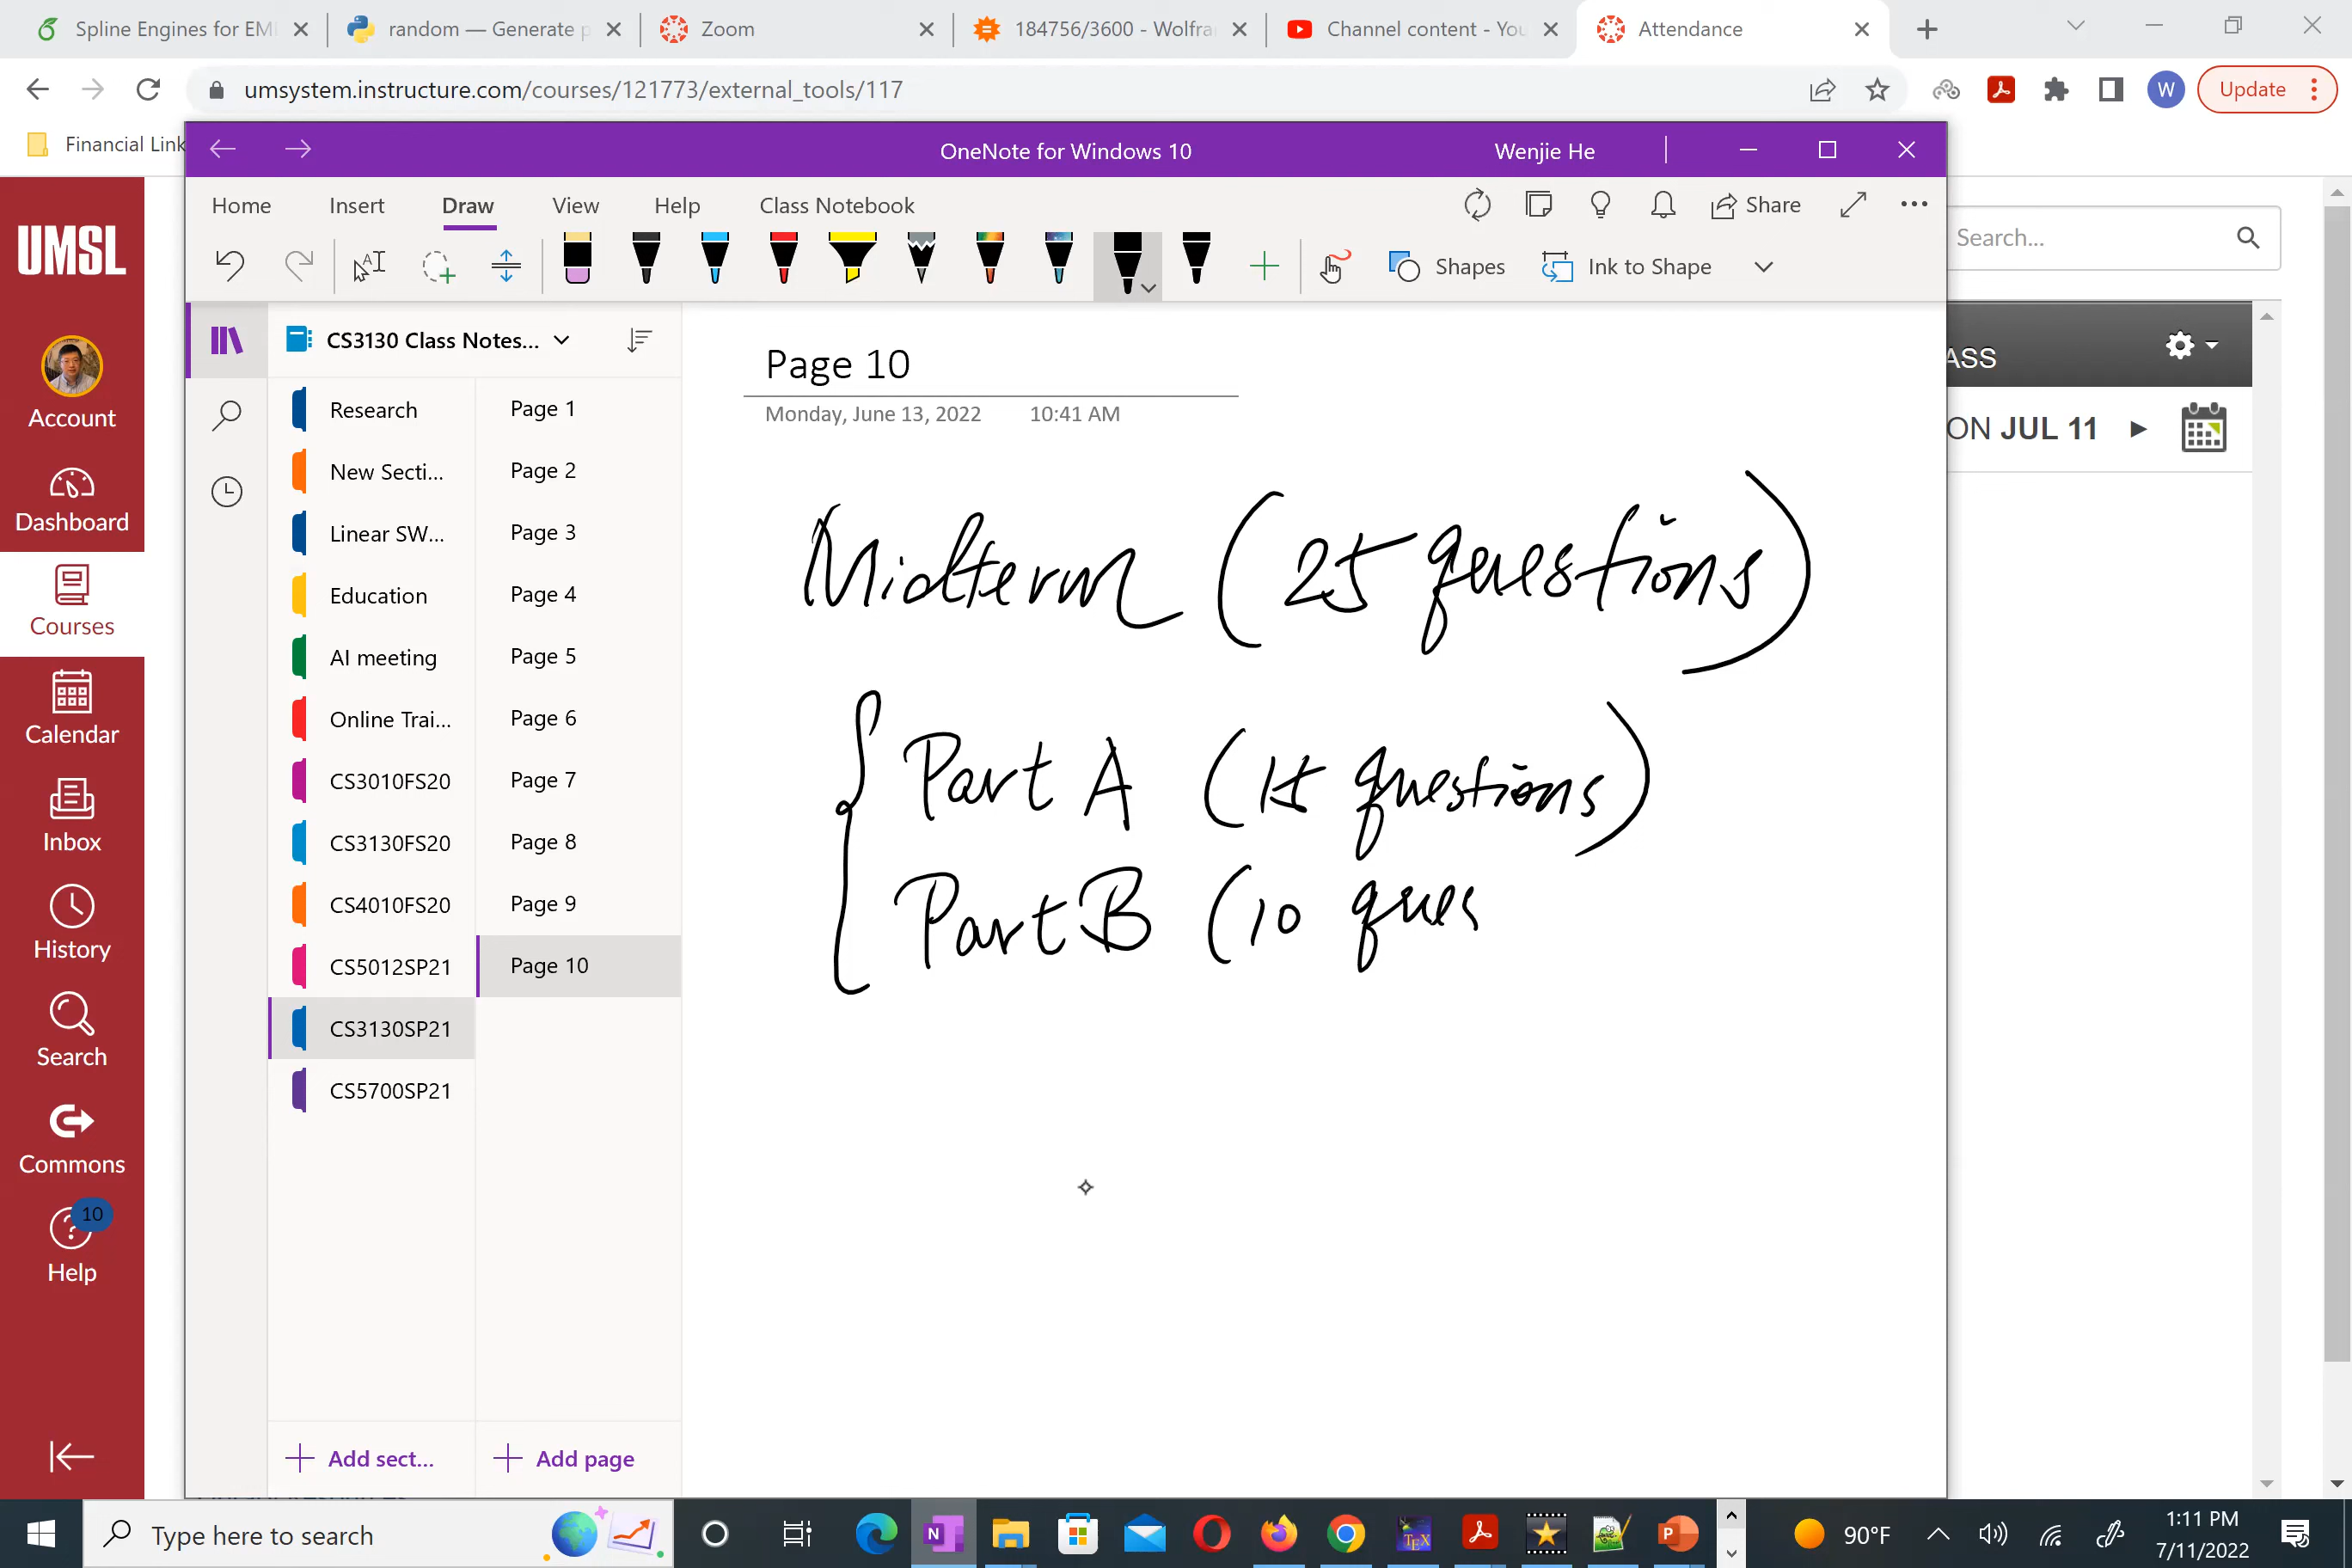 Spline Engines for EMI
random — Generate p
Zoom
184756/3600 - Wolfra
Channel content - You
Attendance
umsystem.instructure.com/courses/121773/external_tools/117
W
Update
Financial Link
OneNote for Windows 10
Wenjie He
Home
Insert
Draw
View
Help
Class Notebook
Share
Shapes
Ink to Shape
UMSL
Account
Dashboard
Courses
Calendar
Inbox
History
Search
Commons
10
Help
CS3130 Class Notes...
Research
New Secti...
Linear SW...
Education
AI meeting
Online Trai...
CS3010FS20
CS3130FS20
CS4010FS20
CS5012SP21
CS3130SP21
CS5700SP21
Add sect...
Page 1
Page 2
Page 3
Page 4
Page 5
Page 6
Page 7
Page 8
Page 9
Page 10
Add page
Page 10
Monday, June 13, 2022 10:41 AM
Midterm (25 questions)
Part A (15 questions)
Part B (10 ques
Search...
ASS
ON JUL 11
Type here to search
90°F
1:11 PM
7/11/2022